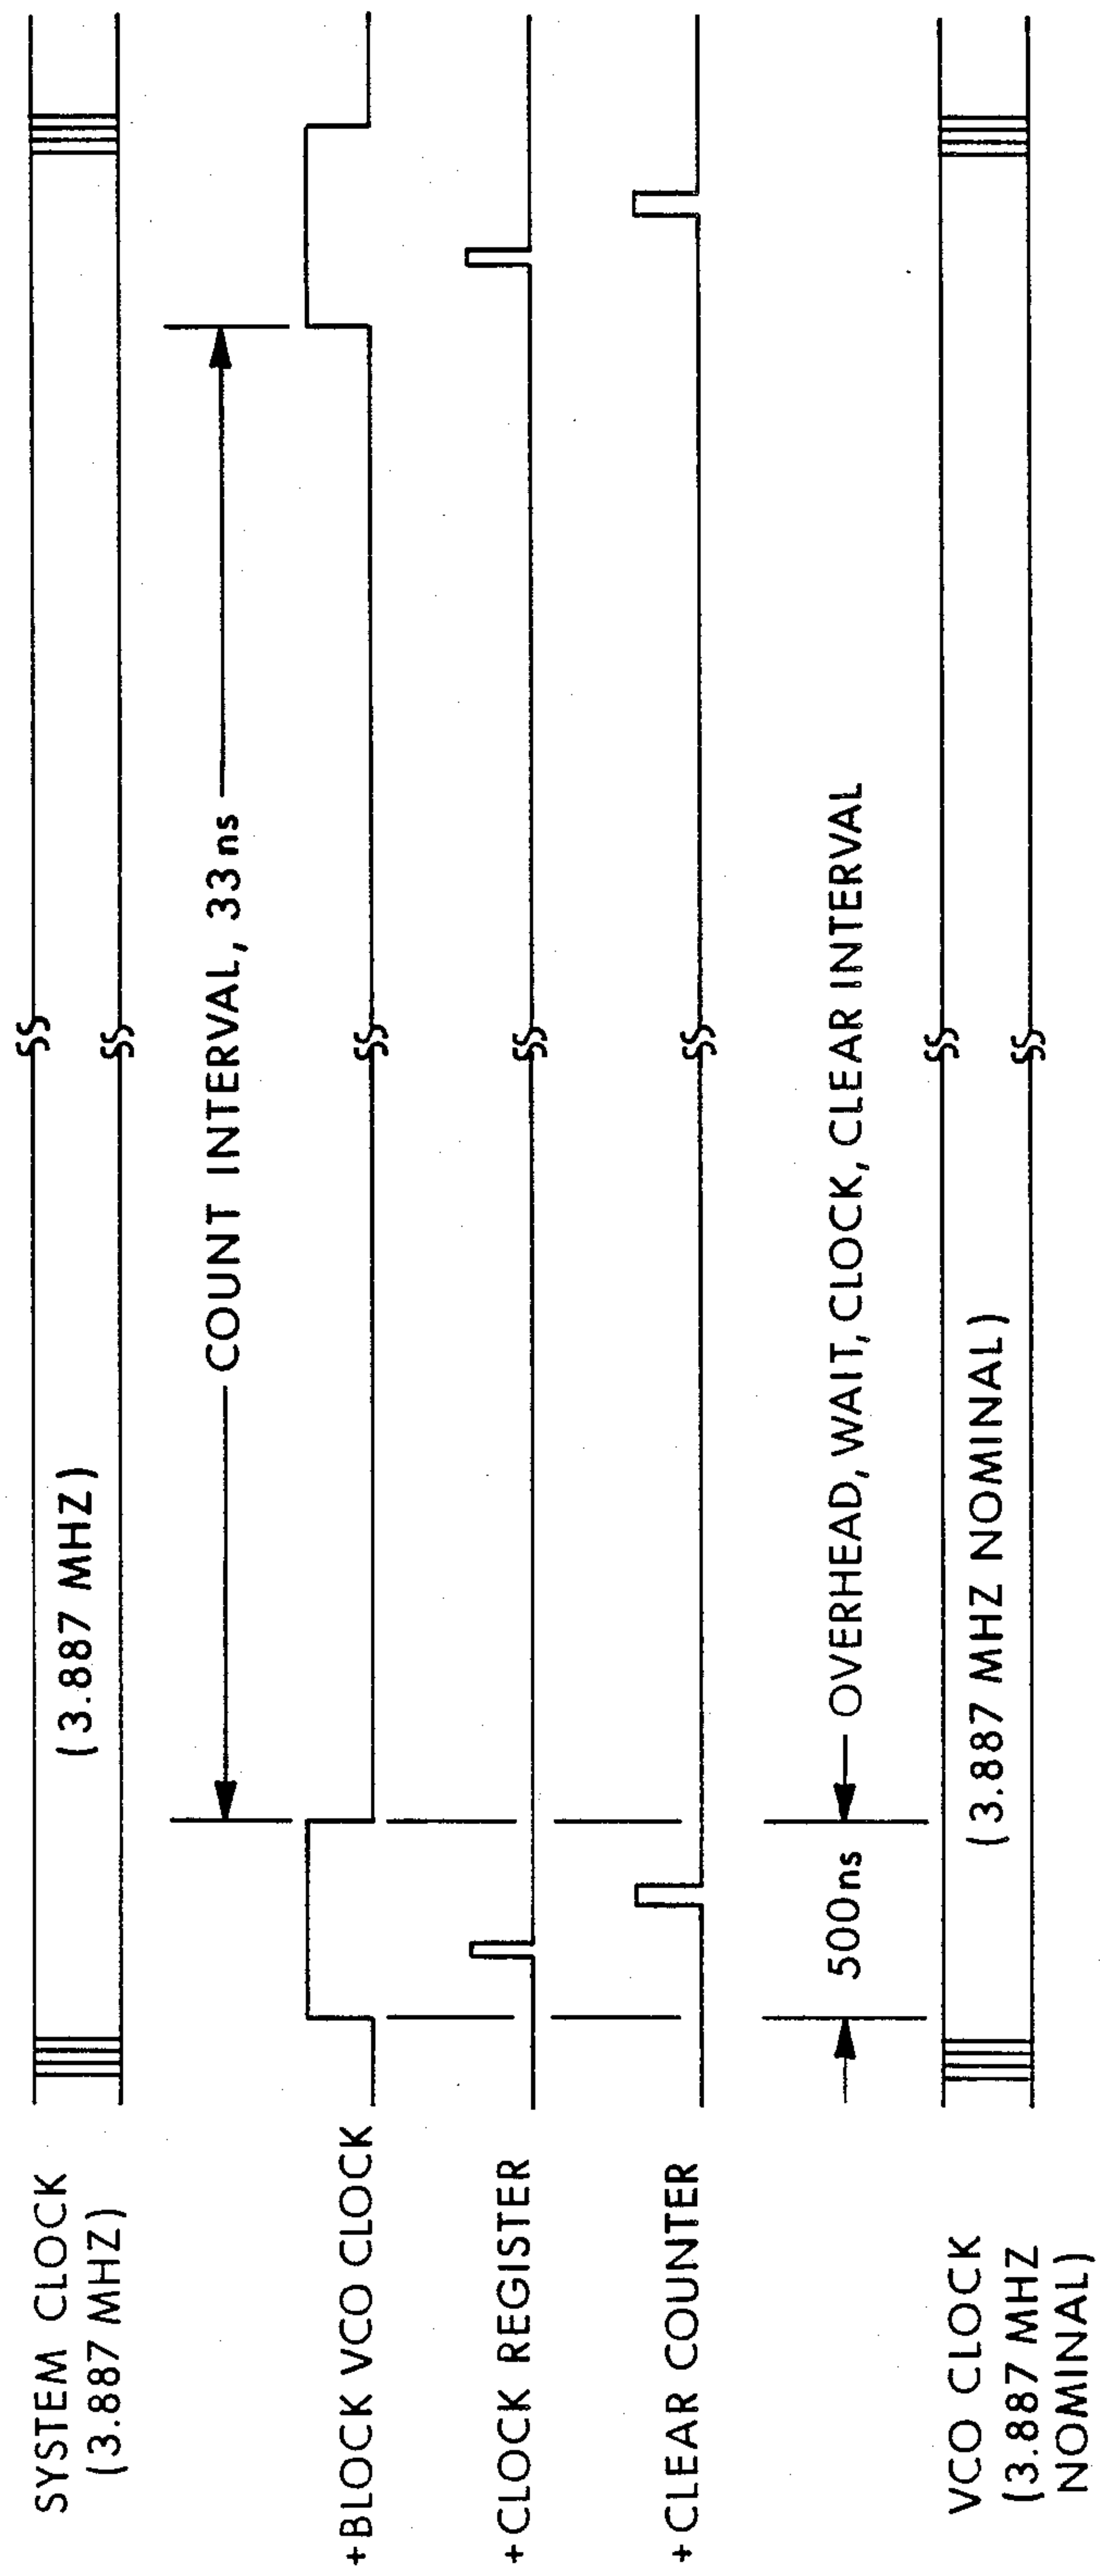 SYSTEM CLOCK
(3.887 MHZ)
(3.887 MHZ)
COUNT INTERVAL, 33 ns
+BLOCK VCO CLOCK
+CLOCK REGISTER
+CLEAR COUNTER
500ns
OVERHEAD, WAIT, CLOCK, CLEAR INTERVAL
VCO CLOCK
(3.887 MHZ
NOMINAL)
(3.887 MHZ NOMINAL)